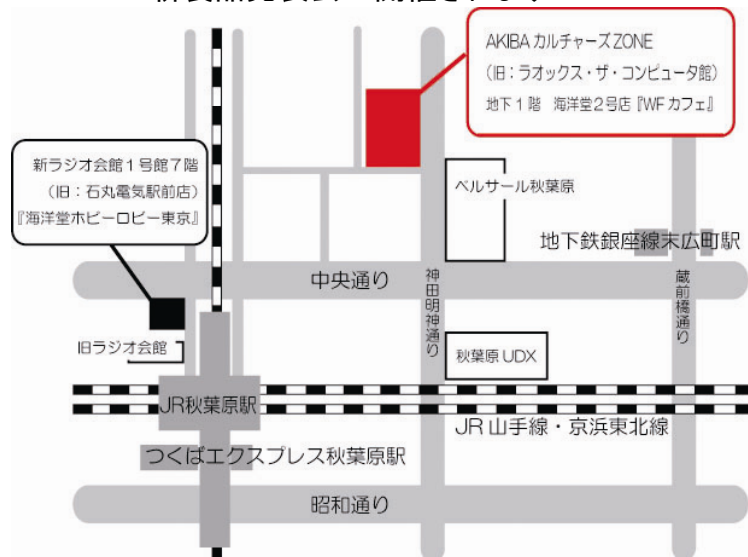 AKIBAカルチャーズZONE
(旧：ラオックス・ザ・コンピュータ館)
地下1階　海洋堂2号店『WFカフェ』
新ラジオ会館1号館7階
(旧：石丸電気駅前店)
『海洋堂ホビーロビー東京』
ベルサール秋葉原
地下鉄銀座線末広町駅
中央通り
神田明神通り
蔵前橋通り
旧ラジオ会館
秋葉原UDX
JR秋葉原駅
JR山手線・京浜東北線
つくばエクスプレス秋葉原駅
昭和通り